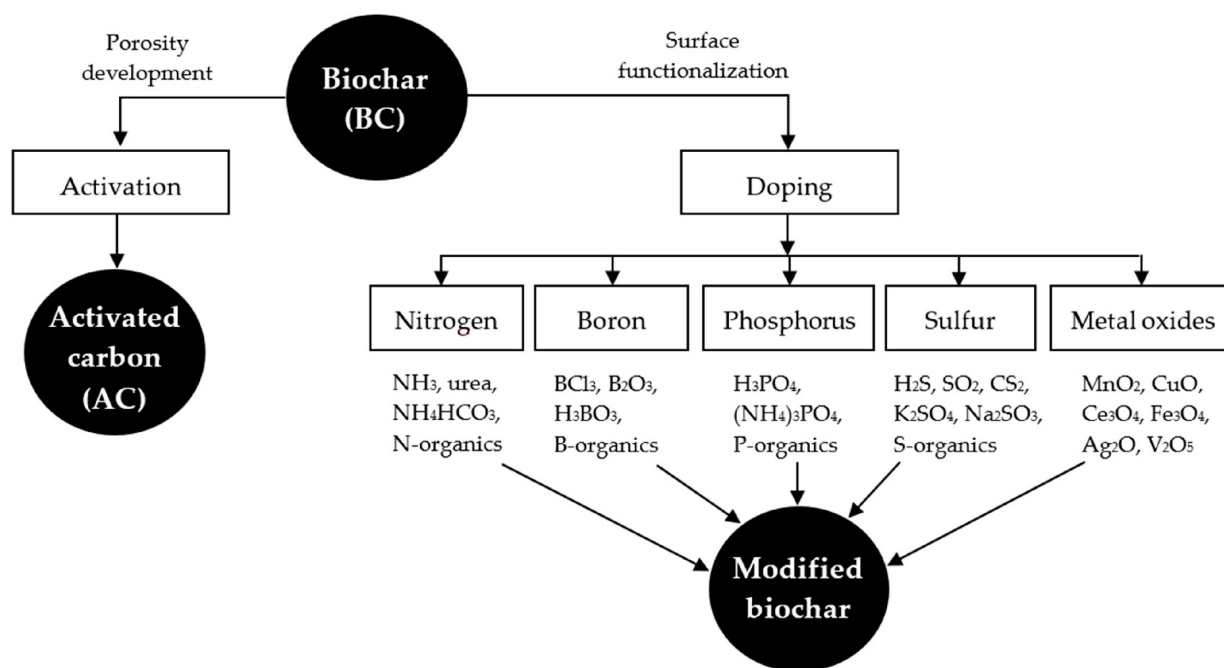 Porosity
development
Biochar
(BC)
Surface
functionalization
Activation
Doping
Activated
carbon
(AC)
Nitrogen
Boron
Phosphorus
Sulfur
Metal oxides
NH₃, urea,
NH₄HCO₃,
N-organics
BCl₃, B₂O₃,
H₃BO₃,
B-organics
H₃PO₄,
(NH₄)₃PO₄,
P-organics
H₂S, SO₂, CS₂,
K₂SO₄, Na₂SO₃,
S-organics
MnO₂, CuO,
Ce₃O₄, Fe₃O₄,
Ag₂O, V₂O₅
Modified
biochar